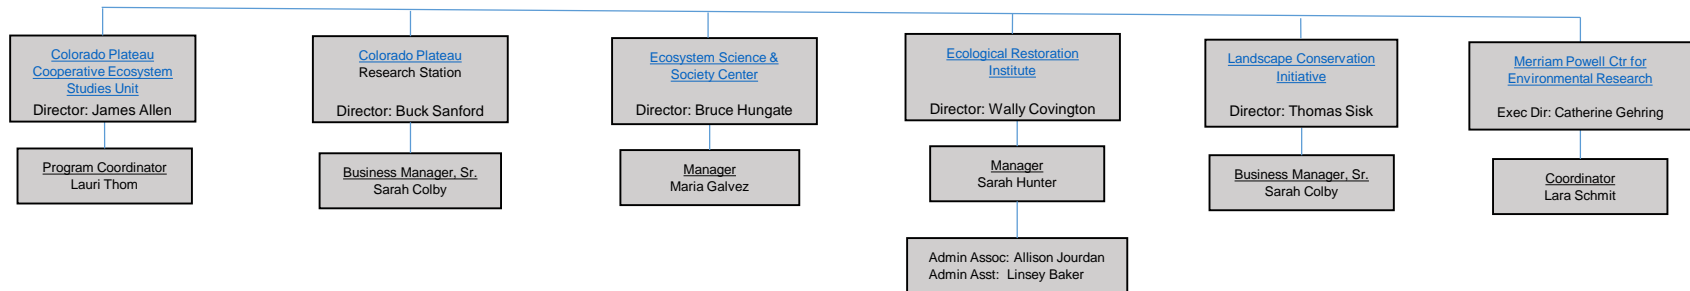 Colorado Plateau
Cooperative Ecosystem
Studies Unit
Director: James Allen
Program Coordinator
Lauri Thom
Colorado Plateau
Research Station
Director: Buck Sanford
Business Manager, Sr.
Sarah Colby
Ecosystem Science &
Society Center
Director: Bruce Hungate
Manager
Maria Galvez
Ecological Restoration
Institute
Director: Wally Covington
Manager
Sarah Hunter
Admin Assoc: Allison Jourdan
Admin Asst: Linsey Baker
Landscape Conservation
Initiative
Director: Thomas Sisk
Business Manager, Sr.
Sarah Colby
Merriam Powell Ctr for
Environmental Research
Exec Dir: Catherine Gehring
Coordinator
Lara Schmit